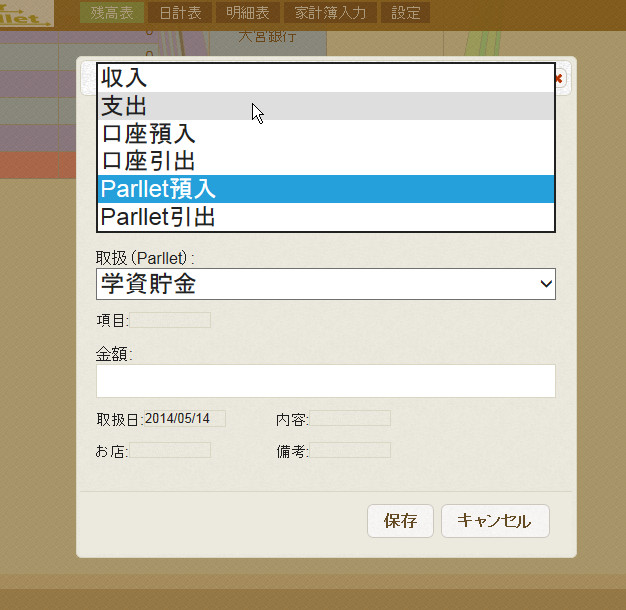 残高表 日計表 明細表 家計簿入力 設定
大宮銀行
収入
支出
口座預入
口座引出
Parllet預入
Parllet引出
取扱(Parllet):
学資貯金
項目:
金額:
取扱日:2014/05/14 内容:
お店: 備考:
保存 キャンセル